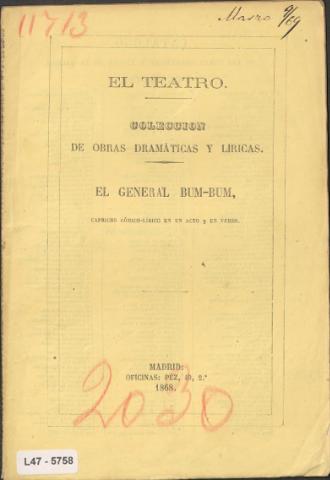 11713
Marzo 9/69
EL TEATRO.
COLECCION
DE OBRAS DRAMÁTICAS Y LIRICAS.
EL GENERAL BUM-BUM,
CAPRICHO CÓMICO-LÍRICO EN UN ACTO y EN VERSO.
MADRID:
OFICINAS: PEZ, 40, 2.º
1868.
2030
L47 - 5758